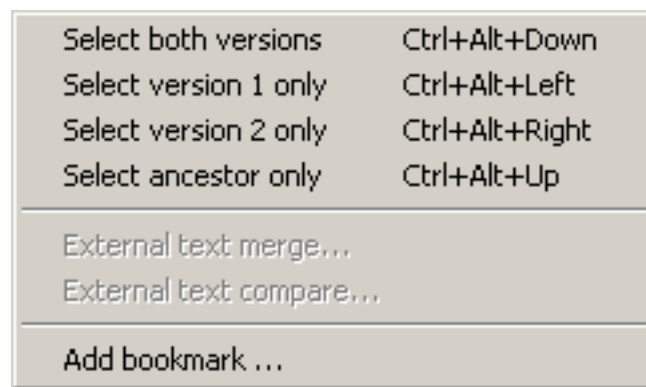 Select both versions Ctrl+Alt+Down
Select version 1 only Ctrl+Alt+Left
Select version 2 only Ctrl+Alt+Right
Select ancestor only Ctrl+Alt+Up
External text merge...
External text compare...
Add bookmark ...